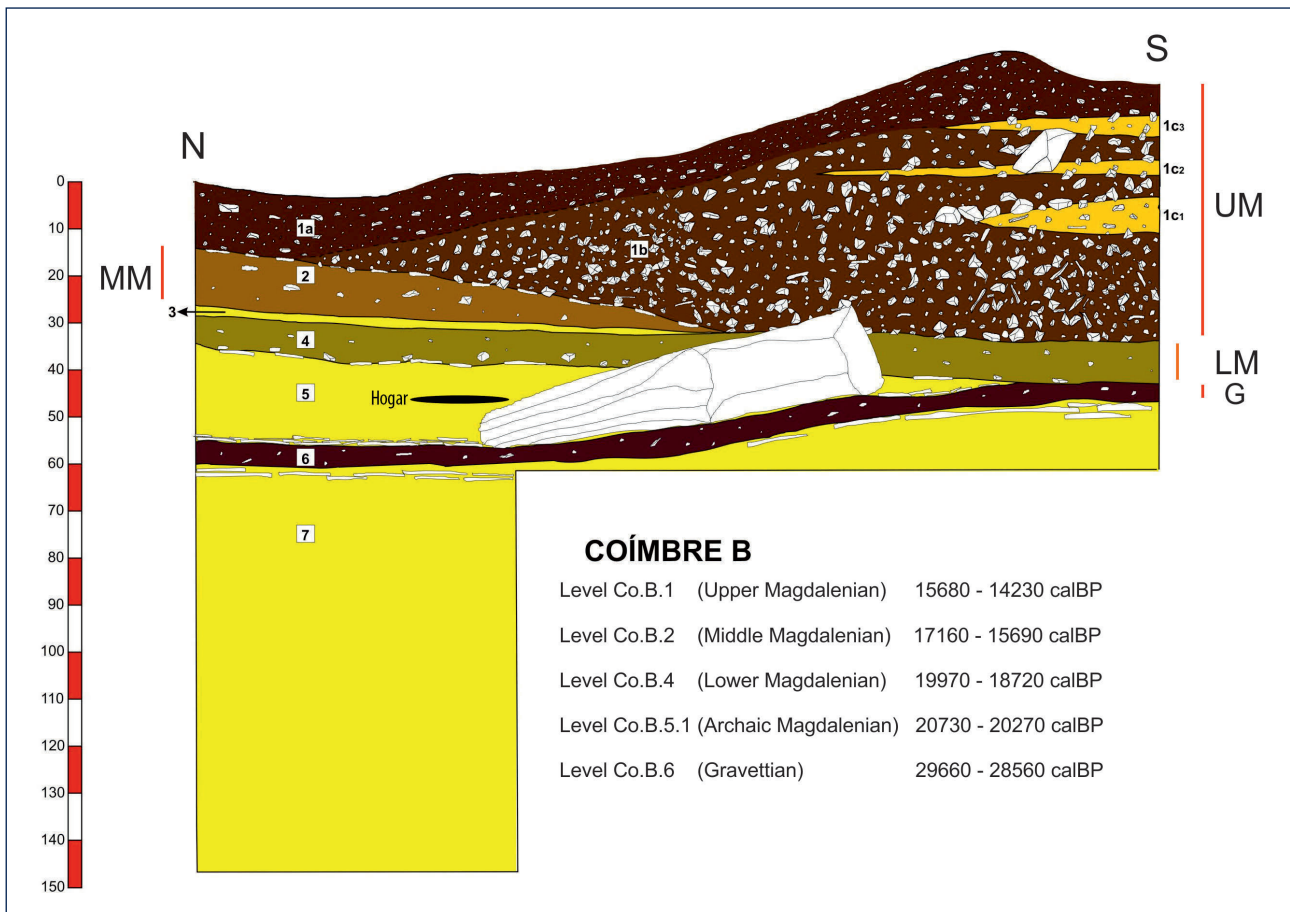 N
S
0
10
20
30
40
50
60
70
80
90
100
110
120
130
140
150
MM
1a
2
3
4
5
Hogar
6
7
1b
1c3
1c2
1c1
UM
LM
G
COÍMBRE B
Level Co.B.1 (Upper Magdalenian) 15680 - 14230 calBP
Level Co.B.2 (Middle Magdalenian) 17160 - 15690 calBP
Level Co.B.4 (Lower Magdalenian) 19970 - 18720 calBP
Level Co.B.5.1 (Archaic Magdalenian) 20730 - 20270 calBP
Level Co.B.6 (Gravettian) 29660 - 28560 calBP